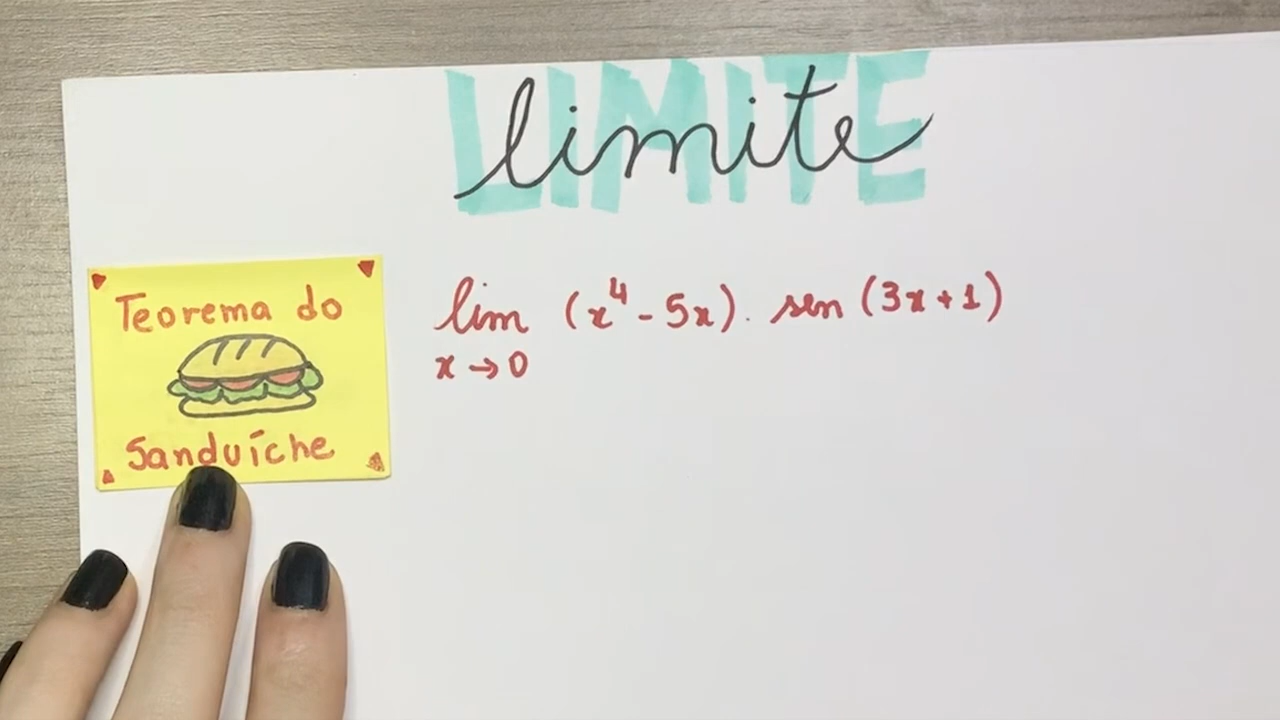 LIMITE
limite
Teorema do
Sanduíche
lim (x⁴ - 5x) . sen (3x + 1)
x → 0